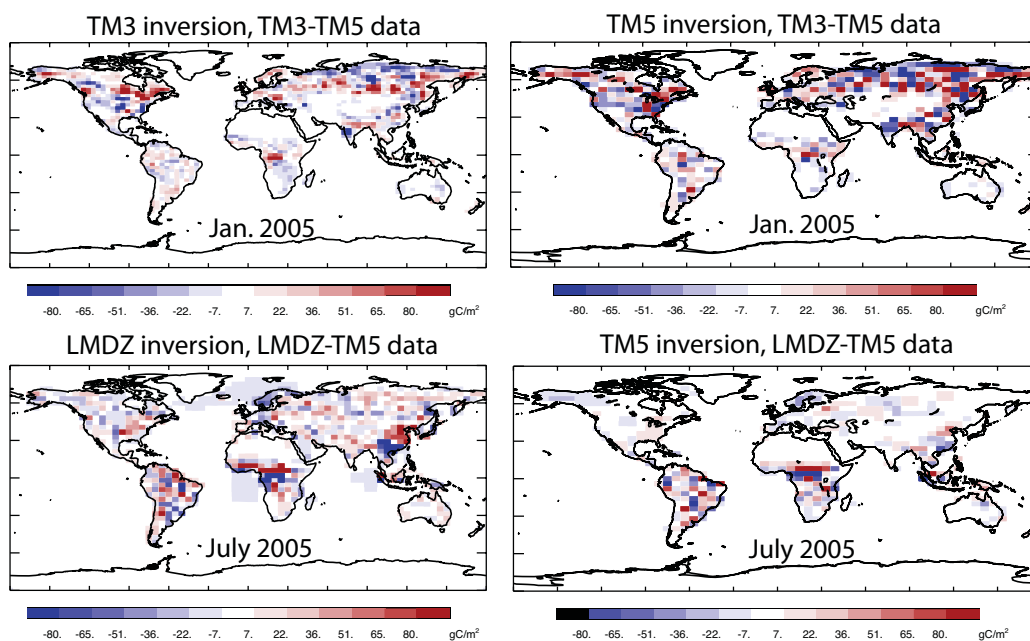 TM3 inversion, TM3-TM5 data
TM5 inversion, TM3-TM5 data
Jan. 2005
Jan. 2005
-80. -65. -51. -36. -22. -7. 7. 22. 36. 51. 65. 80. gC/m²
-80. -65. -51. -36. -22. -7. 7. 22. 36. 51. 65. 80. gC/m²
LMDZ inversion, LMDZ-TM5 data
TM5 inversion, LMDZ-TM5 data
July 2005
July 2005
-80. -65. -51. -36. -22. -7. 7. 22. 36. 51. 65. 80. gC/m²
-80. -65. -51. -36. -22. -7. 7. 22. 36. 51. 65. 80. gC/m²